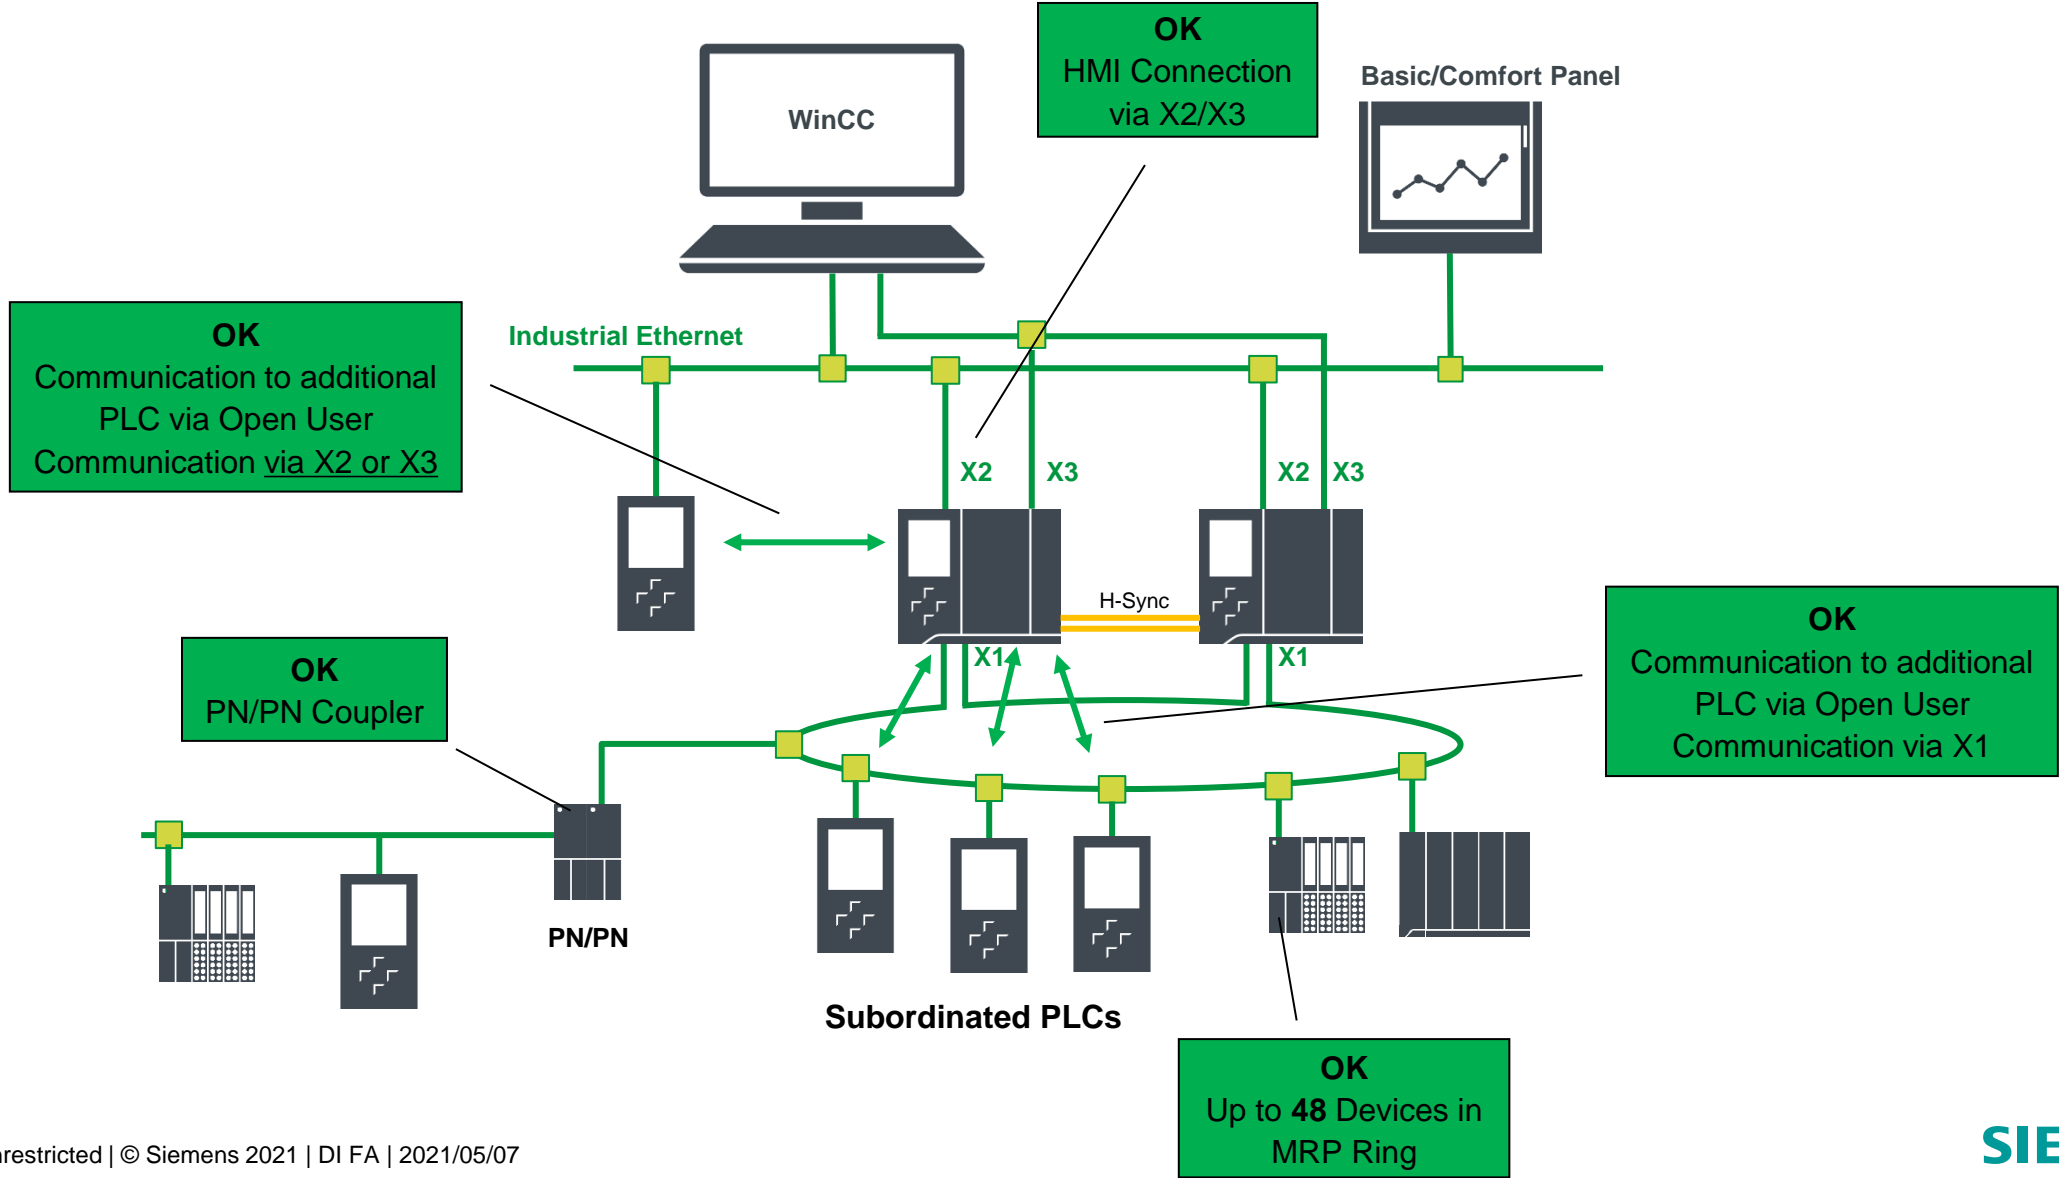 OK
HMI Connection
via X2/X3
Basic/Comfort Panel
WinCC
OK
Communication to additional
PLC via Open User
Communication via X2 or X3
Industrial Ethernet
X2
X3
X2
X3
H-Sync
OK
Communication to additional
PLC via Open User
Communication via X1
X1
X1
OK
PN/PN Coupler
PN/PN
Subordinated PLCs
OK
Up to 48 Devices in
MRP Ring
nrestricted | © Siemens 2021 | DI FA | 2021/05/07
SIE